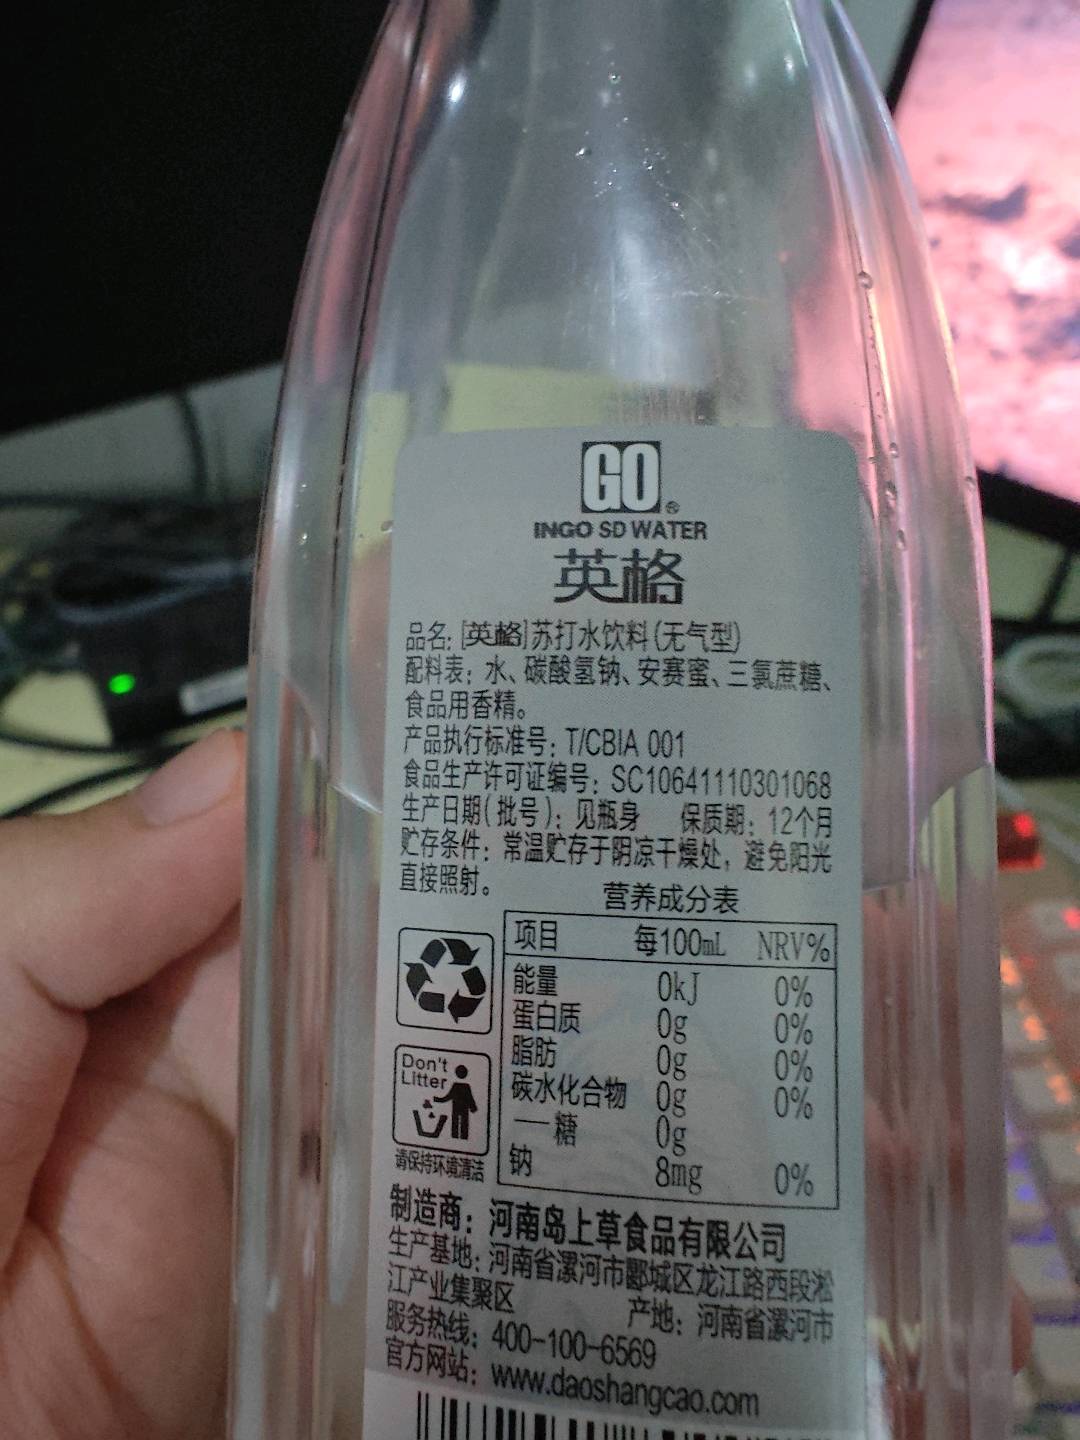 GO®
INGO SD WATER
英格
品名：[英格]苏打水饮料(无气型)
配料表：水、碳酸氢钠、安赛蜜、三氯蔗糖、
食品用香精。
产品执行标准号：T/CBIA 001
食品生产许可证编号：SC10641110301068
生产日期(批号)：见瓶身 保质期：12个月
贮存条件：常温贮存于阴凉干燥处，避免阳光
直接照射。
营养成分表
项目 每100mL NRV%
能量 0kJ 0%
蛋白质 0g 0%
脂肪 0g 0%
碳水化合物 0g 0%
一糖 0g
钠 8mg 0%
Don't
Litter
请保持环境清洁
制造商：河南岛上草食品有限公司
生产基地：河南省漯河市郾城区龙江路西段淞
江产业集聚区 产地：河南省漯河市
服务热线：400-100-6569
官方网站：www.daoshangcao.com